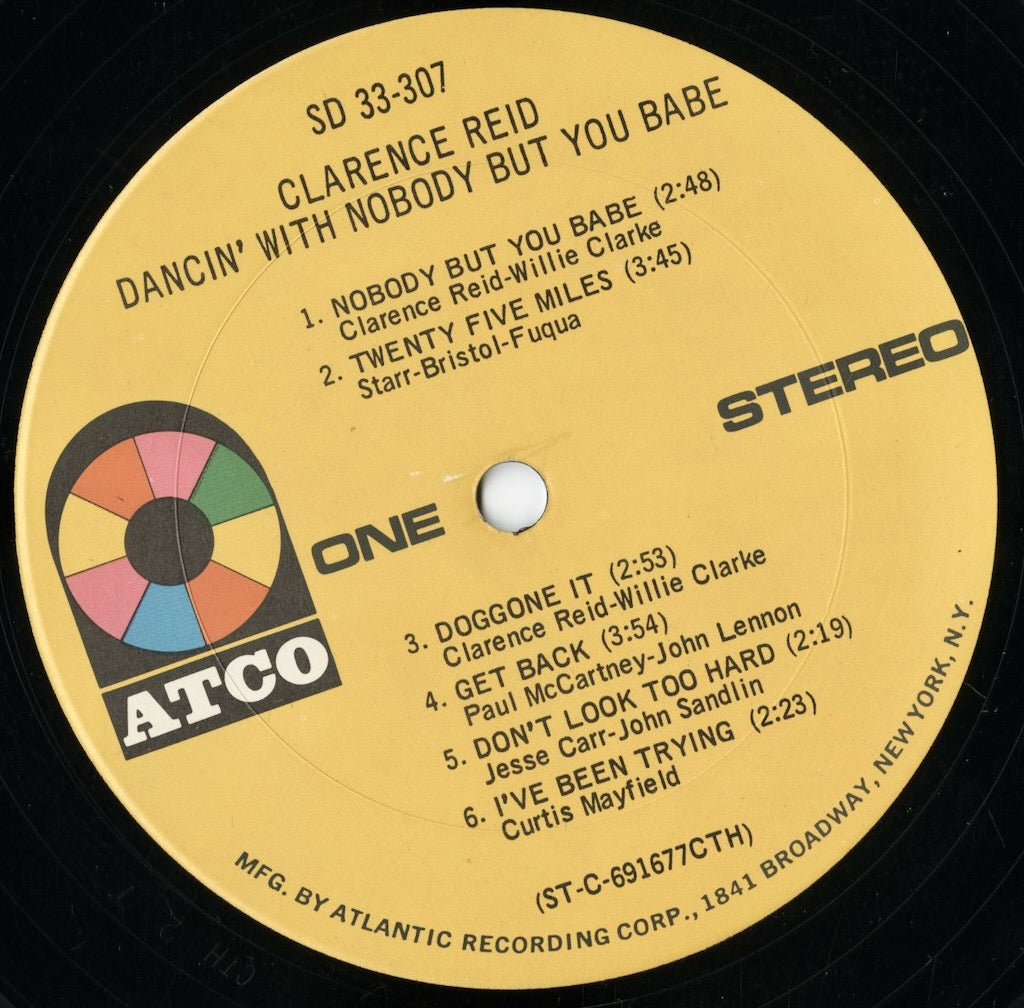 SD 33-307
CLARENCE REID
DANCIN' WITH NOBODY BUT YOU BABE
1. NOBODY BUT YOU BABE (2:48)
Clarence Reid-Willie Clarke
2. TWENTY FIVE MILES (3:45)
Starr-Bristol-Fuqua
STEREO
ONE
ATCO
3. DOGGONE IT (2:53)
Clarence Reid-Willie Clarke
4. GET BACK (3:54)
Paul McCartney-John Lennon
5. DON'T LOOK TOO HARD (2:19)
Jesse Carr-John Sandlin
6. I'VE BEEN TRYING (2:23)
Curtis Mayfield
(ST-C-691677CTH)
MFG. BY ATLANTIC RECORDING CORP., 1841 BROADWAY, NEW YORK, N.Y.